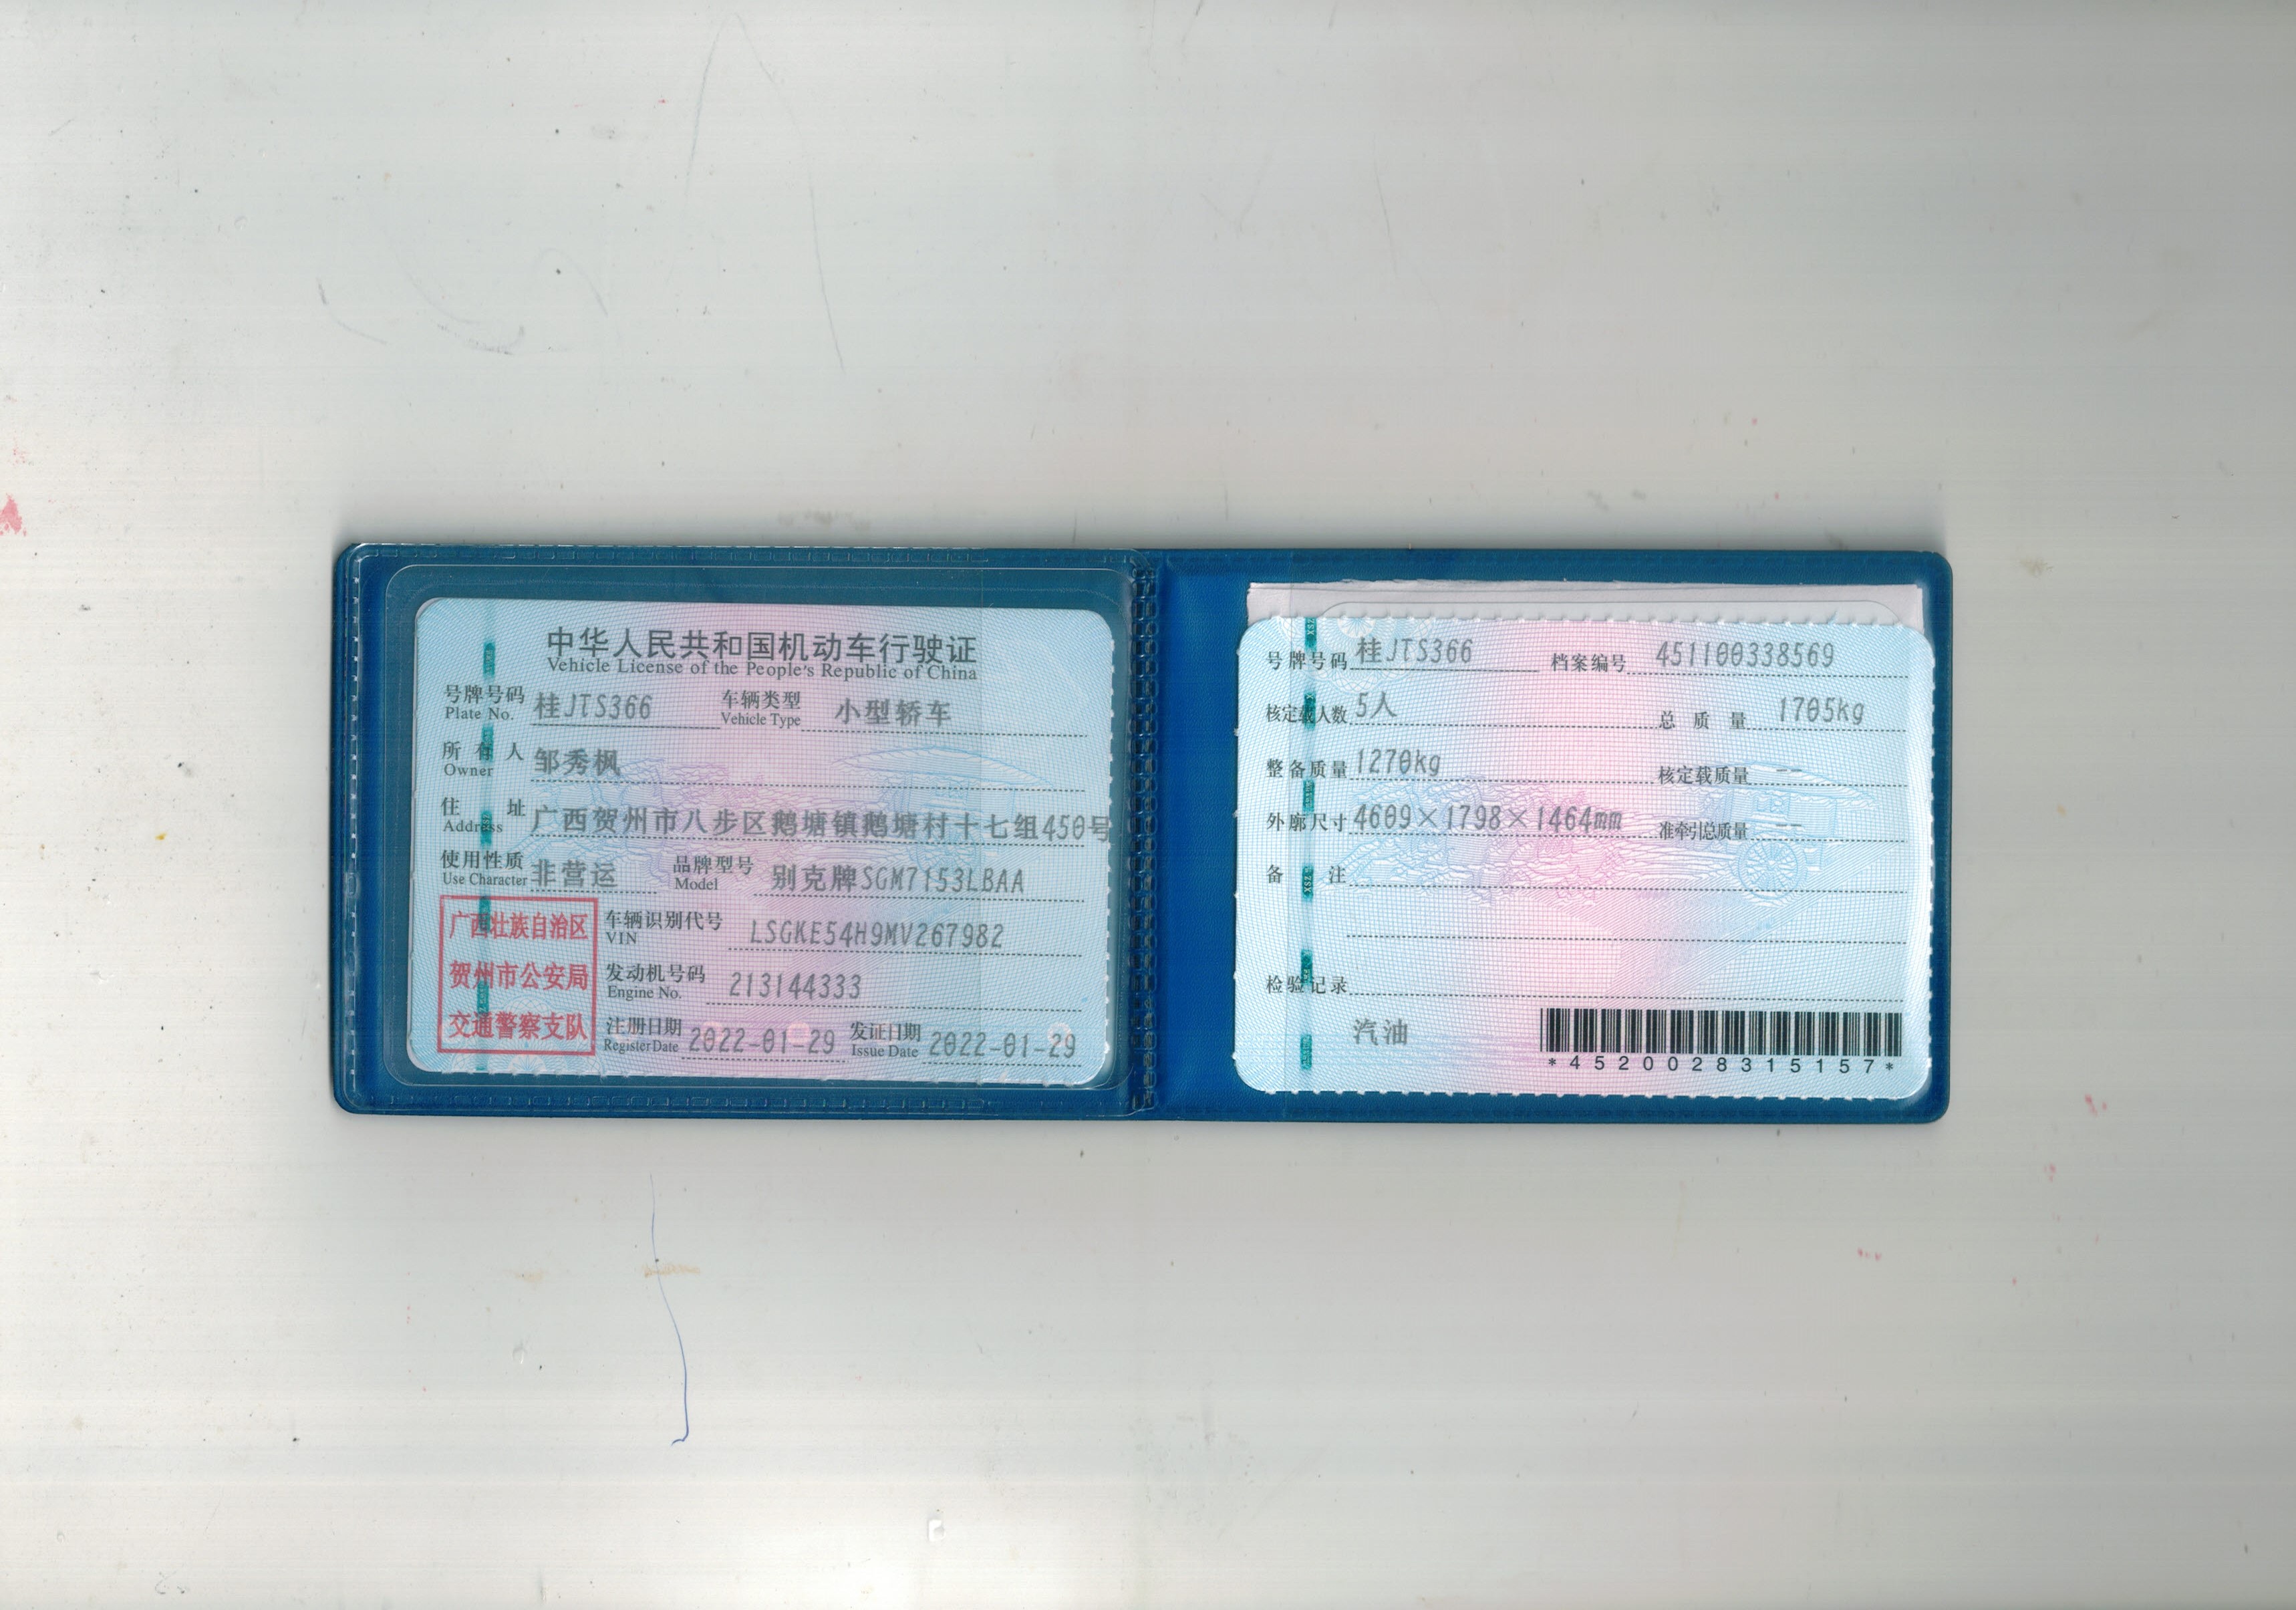 中华人民共和国机动车行驶证
Vehicle License of the People's Republic of China
号牌号码 桂JTS366 车辆类型 小型轿车
Plate No. Vehicle Type
所有人 邹秀枫
Owner
住址 广西贺州市八步区鹅塘镇鹅塘村十七组450号
Address
使用性质 非营运 品牌型号 别克牌SGM7153LBAA
Use Character Model
广西壮族自治区
贺州市公安局
交通警察支队
车辆识别代号 LSGKE54H9MV267982
VIN
发动机号码 213144333
Engine No.
注册日期 2022-01-29 发证日期 2022-01-29
Register Date Issue Date
号牌号码 桂JTS366 档案编号 451100338569
核定载人数 5人 总质量 1705kg
整备质量 1270kg 核定载质量 --
外廓尺寸 4609×1798×1464mm 准牵引总质量 --
备注
检验记录
汽油
*4520028315157*